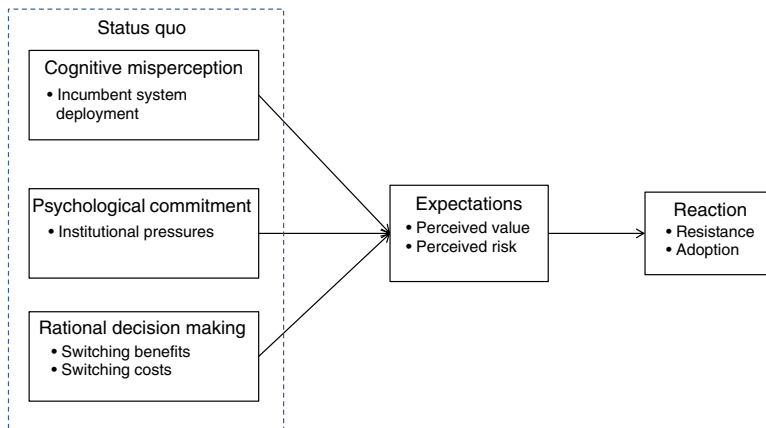 Status quo
Cognitive misperception
• Incumbent system
deployment
Psychological commitment
• Institutional pressures
Rational decision making
• Switching benefits
• Switching costs
Expectations
• Perceived value
• Perceived risk
Reaction
• Resistance
• Adoption